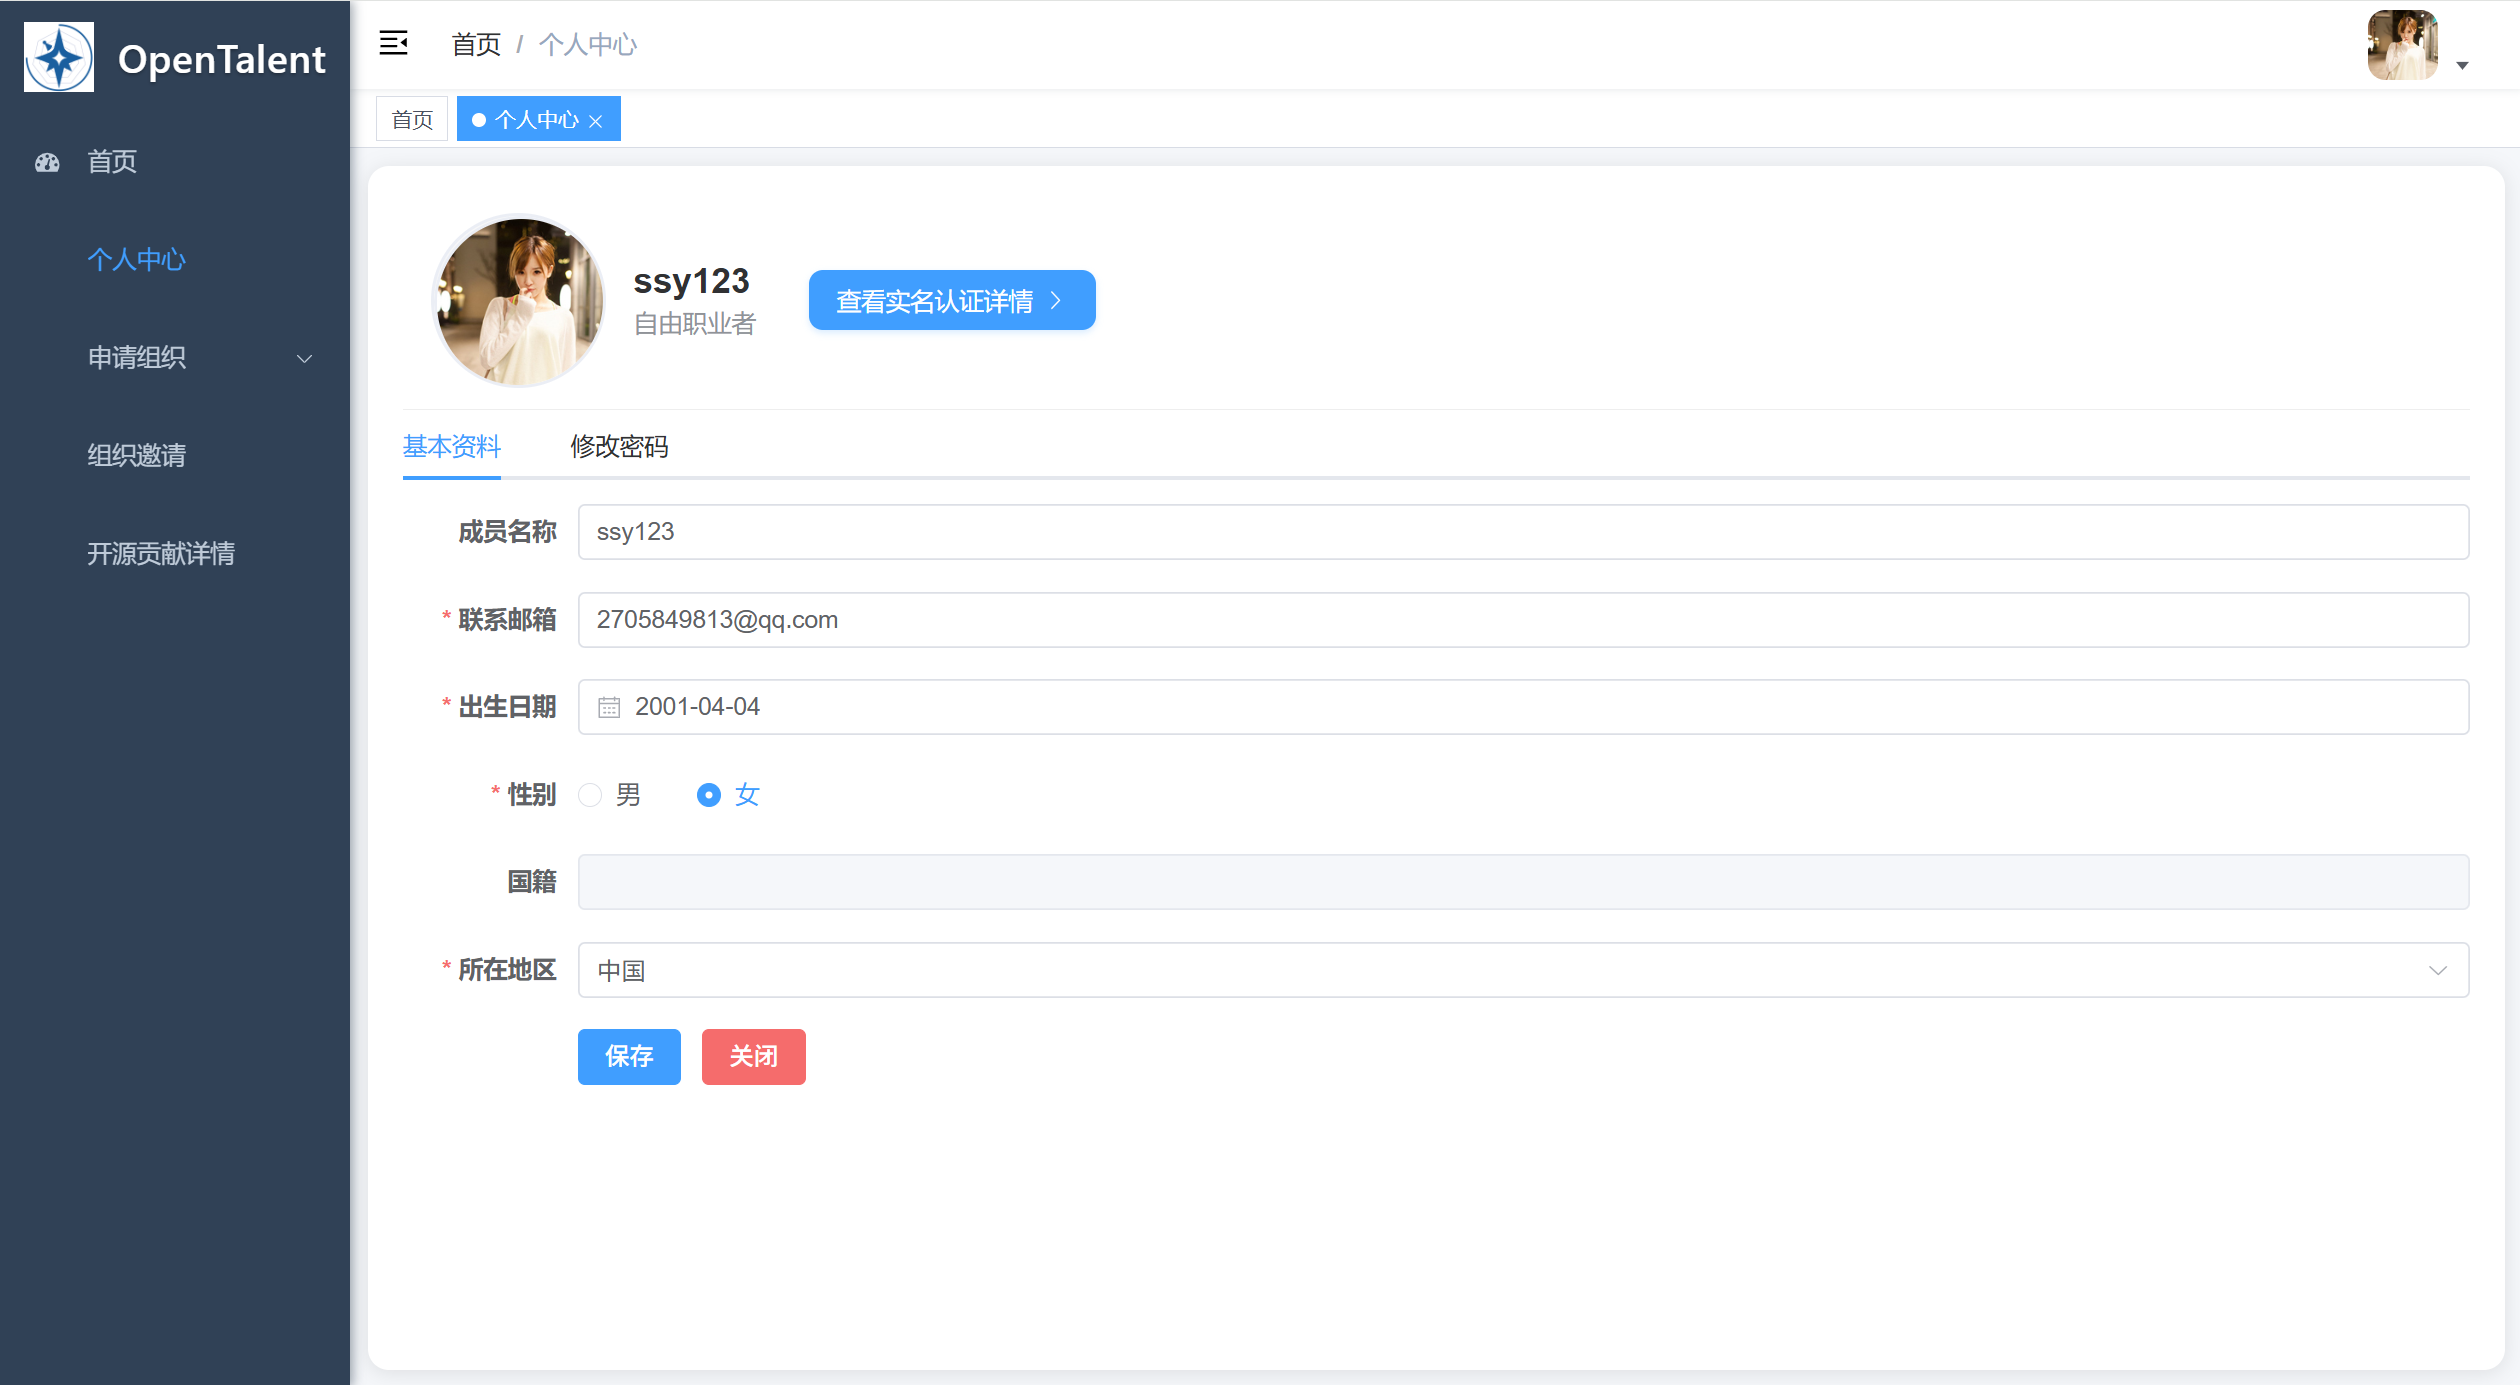 OpenTalent
首页
个人中心
申请组织
组织邀请
开源贡献详情
首页 / 个人中心
首页
个人中心
ssy123
自由职业者
查看实名认证详情
基本资料 修改密码
成员名称 ssy123
* 联系邮箱 2705849813@qq.com
* 出生日期 2001-04-04
* 性别 男 女
国籍
* 所在地区 中国
保存 关闭